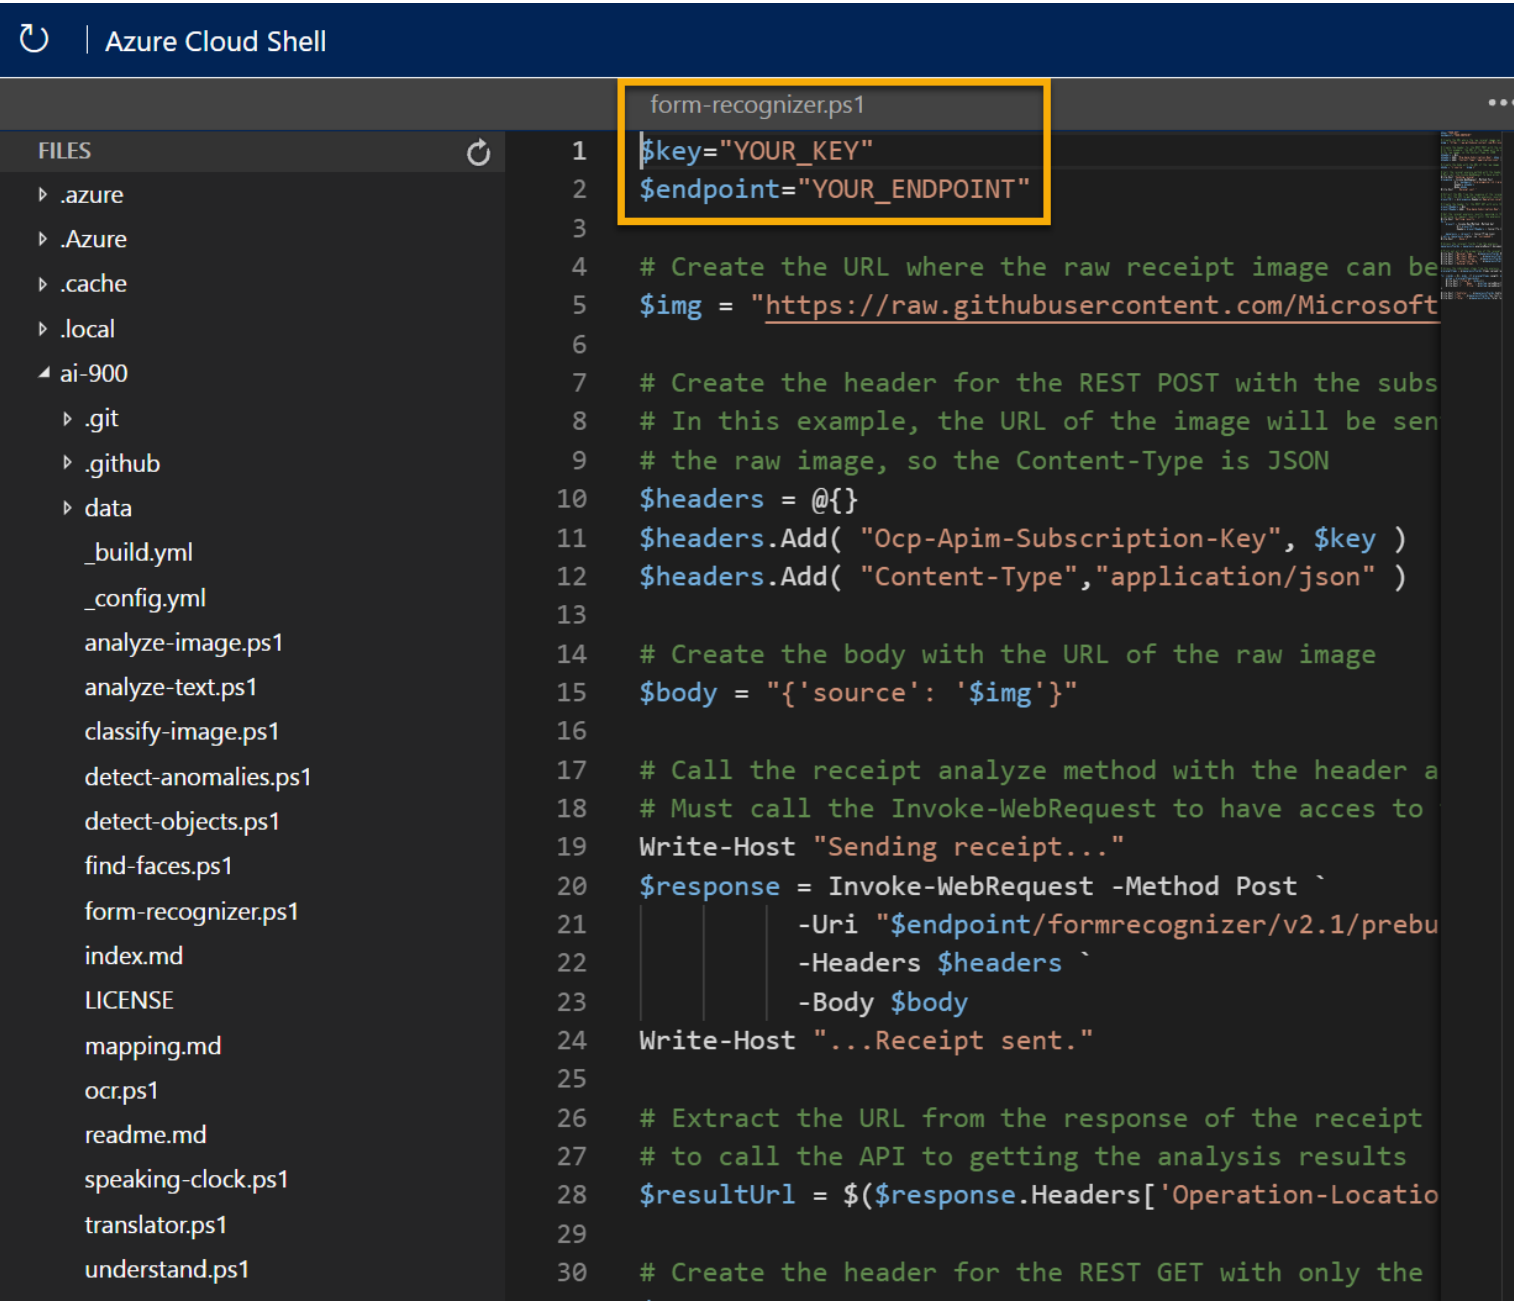 Azure Cloud Shell
form-recognizer.ps1
FILES
.azure
.Azure
.cache
.local
ai-900
.git
.github
data
_build.yml
_config.yml
analyze-image.ps1
analyze-text.ps1
classify-image.ps1
detect-anomalies.ps1
detect-objects.ps1
find-faces.ps1
form-recognizer.ps1
index.md
LICENSE
mapping.md
ocr.ps1
readme.md
speaking-clock.ps1
translator.ps1
understand.ps1
1 $key="YOUR_KEY"
2 $endpoint="YOUR_ENDPOINT"
3
4 # Create the URL where the raw receipt image can be
5 $img = "https://raw.githubusercontent.com/Microsoft
6
7 # Create the header for the REST POST with the subs
8 # In this example, the URL of the image will be sen
9 # the raw image, so the Content-Type is JSON
10 $headers = @{}
11 $headers.Add( "Ocp-Apim-Subscription-Key", $key )
12 $headers.Add( "Content-Type","application/json" )
13
14 # Create the body with the URL of the raw image
15 $body = "{'source': '$img'}"
16
17 # Call the receipt analyze method with the header a
18 # Must call the Invoke-WebRequest to have acces to
19 Write-Host "Sending receipt..."
20 $response = Invoke-WebRequest -Method Post `
21 -Uri "$endpoint/formrecognizer/v2.1/prebu
22 -Headers $headers `
23 -Body $body
24 Write-Host "...Receipt sent."
25
26 # Extract the URL from the response of the receipt
27 # to call the API to getting the analysis results
28 $resultUrl = $($response.Headers['Operation-Locatio
29
30 # Create the header for the REST GET with only the